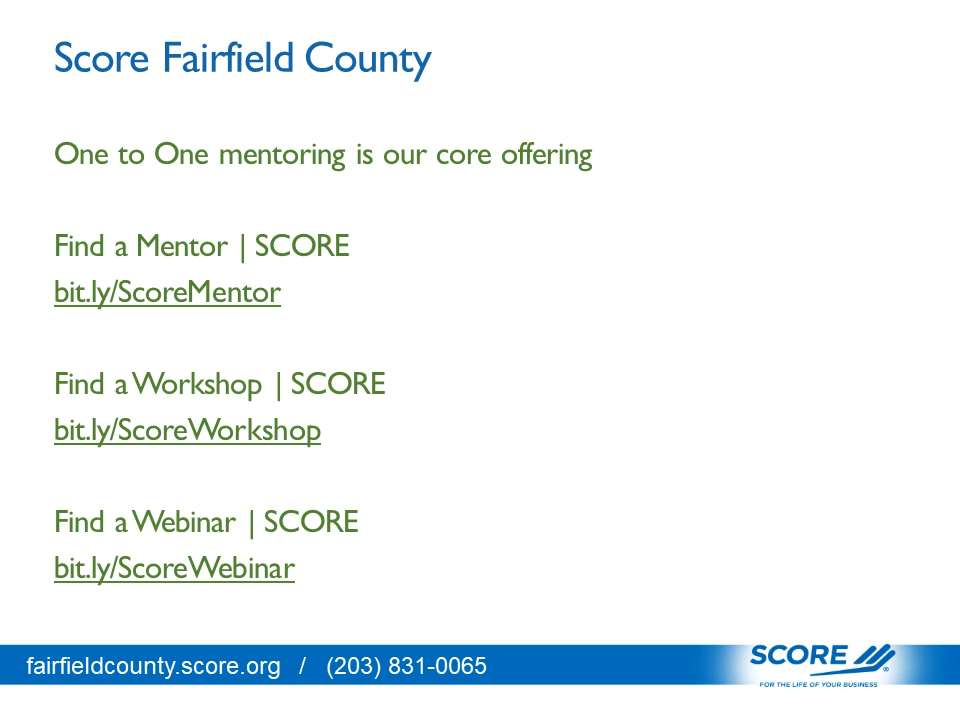 Score Fairfield County
One to One mentoring is our core offering
Find a Mentor | SCORE
bit.ly/ScoreMentor
Find a Workshop | SCORE
bit.ly/ScoreWorkshop
Find a Webinar | SCORE
bit.ly/ScoreWebinar
fairfieldcounty.score.org / (203) 831-0065
SCORE ®
FOR THE LIFE OF YOUR BUSINESS